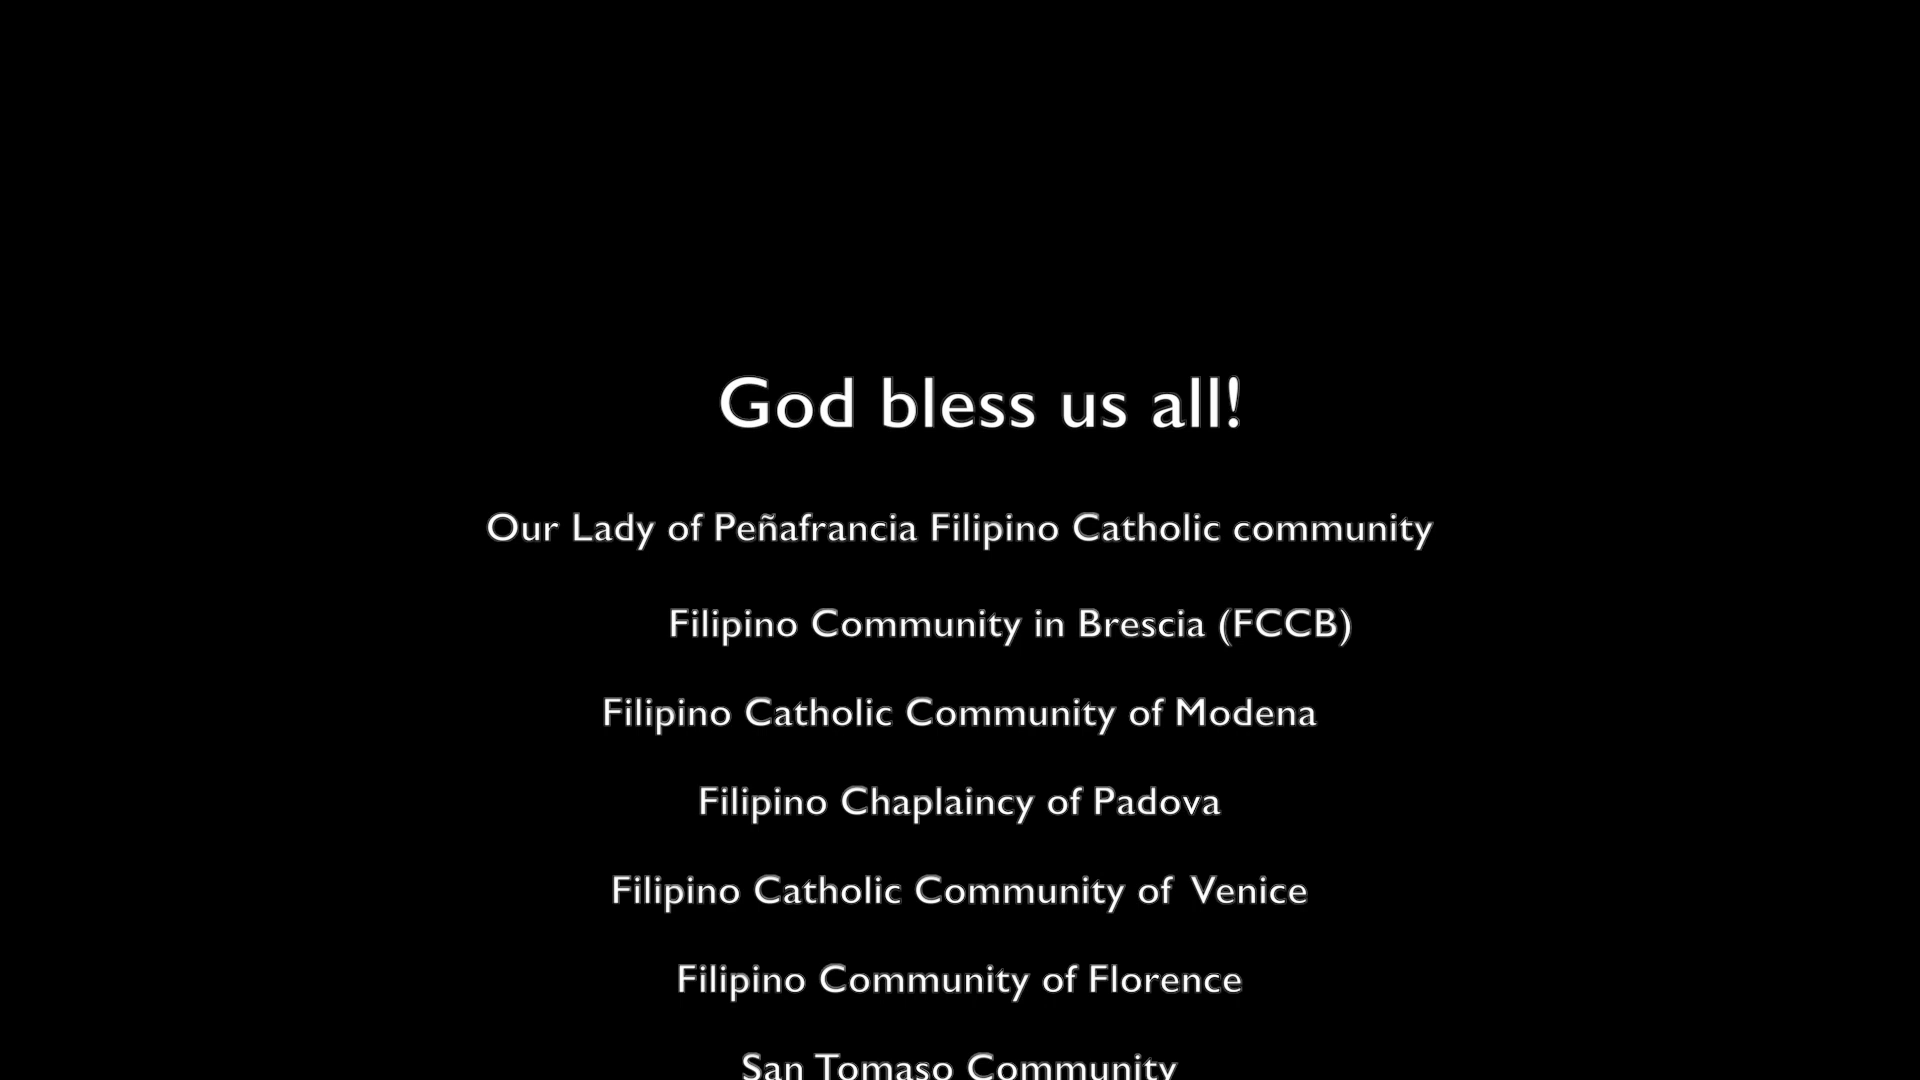 God bless us all!
Our Lady of Peñafrancia Filipino Catholic community
Filipino Community in Brescia (FCCB)
Filipino Catholic Community of Modena
Filipino Chaplaincy of Padova
Filipino Catholic Community of Venice
Filipino Community of Florence
San Tomaso Community